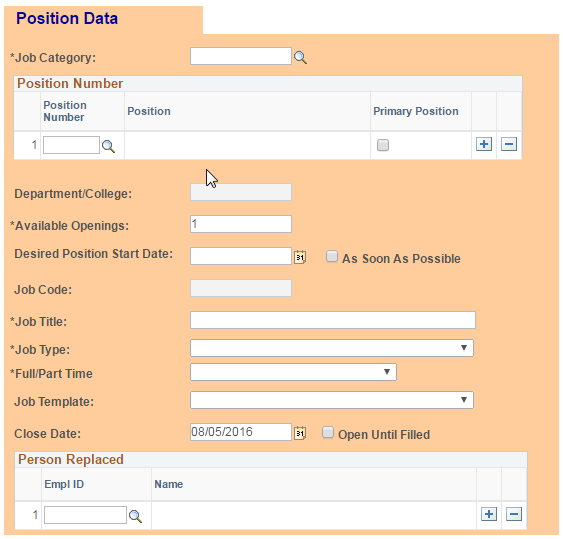 Position Data
*Job Category:
Position Number
Position Number Position Primary Position
1
Department/College:
*Available Openings: 1
Desired Position Start Date: 31 As Soon As Possible
Job Code:
*Job Title:
*Job Type:
*Full/Part Time
Job Template:
Close Date: 08/05/2016 31 Open Until Filled
Person Replaced
Empl ID Name
1